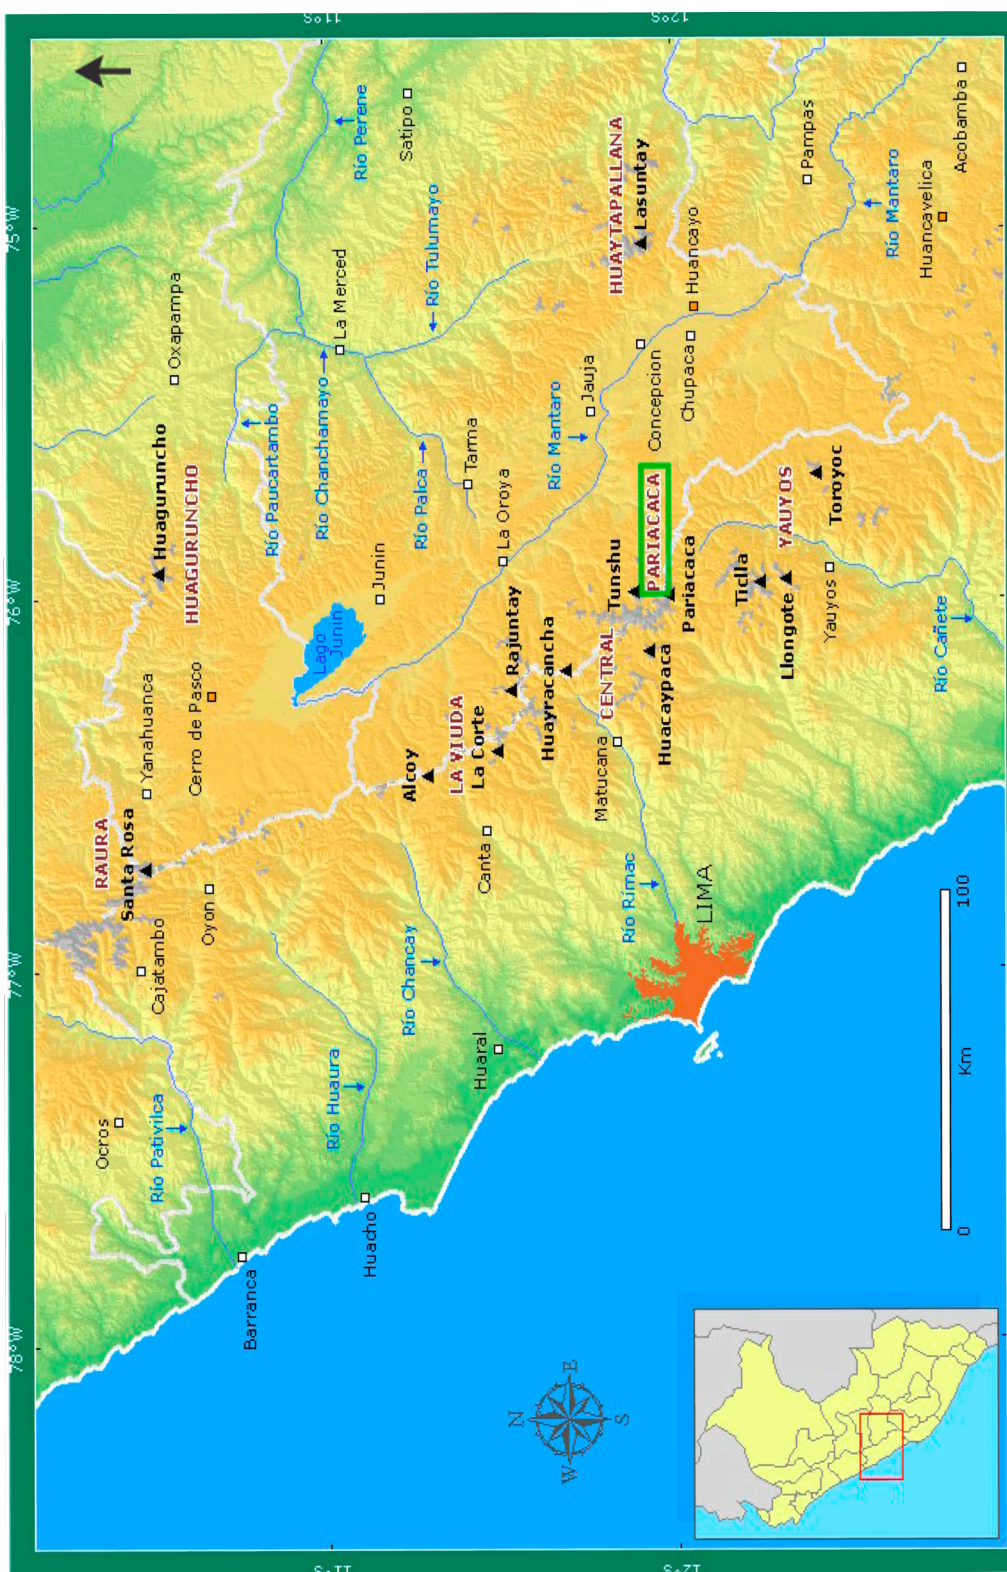 78°W
77°W
76°W
75°W
RAURA
Ocros
Santa Rosa
Yanahuanca
Cajatambo
Río Pativilca
Huaguruncho
Oxapampa
HUAGURUNCHO
Cerro de Pasco
Oyon
Barranca
Río Paucartambo
11°S
Río Chanchamayo
Lago
Junin
Río Huaura
La Merced
Río Perene
Huacho
Junin
Alcoy
Río Chancay
Satipo
Río Palca
Río Tulumayo
LA VIUDA
Tarma
La Corte
Canta
Huaral
La Oroya
Rajuntay
N
W
E
S
Huayracancha
Río Mantaro
Jauja
CENTRAL
Matucana
Tunshu
HUAYTAPALLANA
Río Rimac
Lasuntay
PARIACACA
Concepcion
Huacaypaca
12°S
Pariacaca
Chupaca
Huancayo
LIMA
Ticlla
YAUYOS
Llongote
Pampas
Yauyos
Toroyoc
Río Mantaro
Huancavelica
Río Cañete
Acobamba
0
Km
100